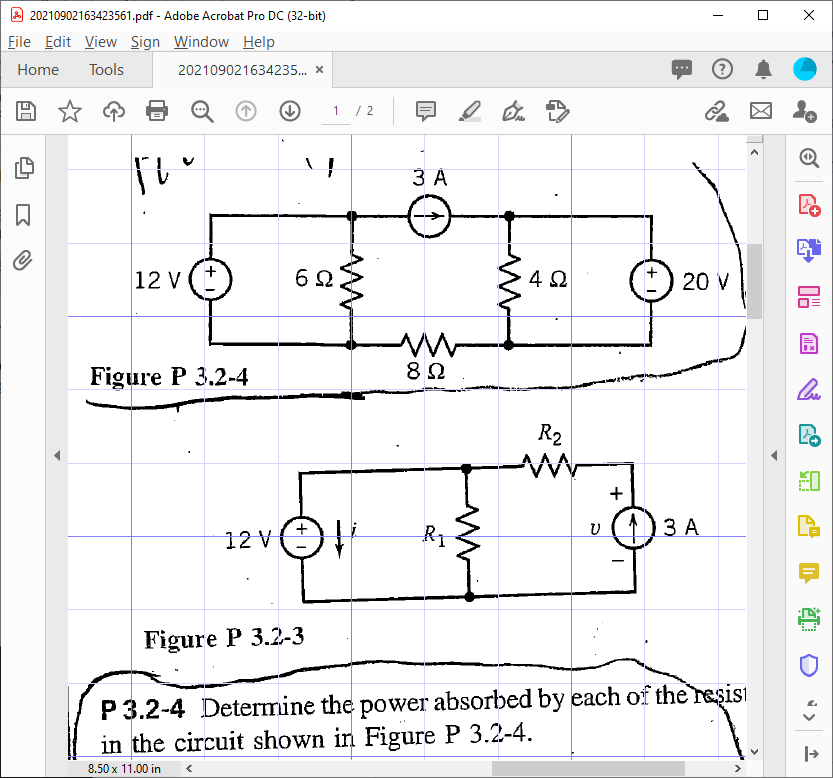 20210902163423561.pdf - Adobe Acrobat Pro DC (32-bit)
File Edit View Sign Window Help
Home Tools 202109021634235... ×
1 / 2
3 A
12 V + - 6 Ω 4 Ω + - 20 V
8 Ω
Figure P 3.2-4
R2
+
12 V + - i R1 υ 3 A
-
Figure P 3.2-3
P 3.2-4 Determine the power absorbed by each of the resist
in the circuit shown in Figure P 3.2-4.
8.50 x 11.00 in